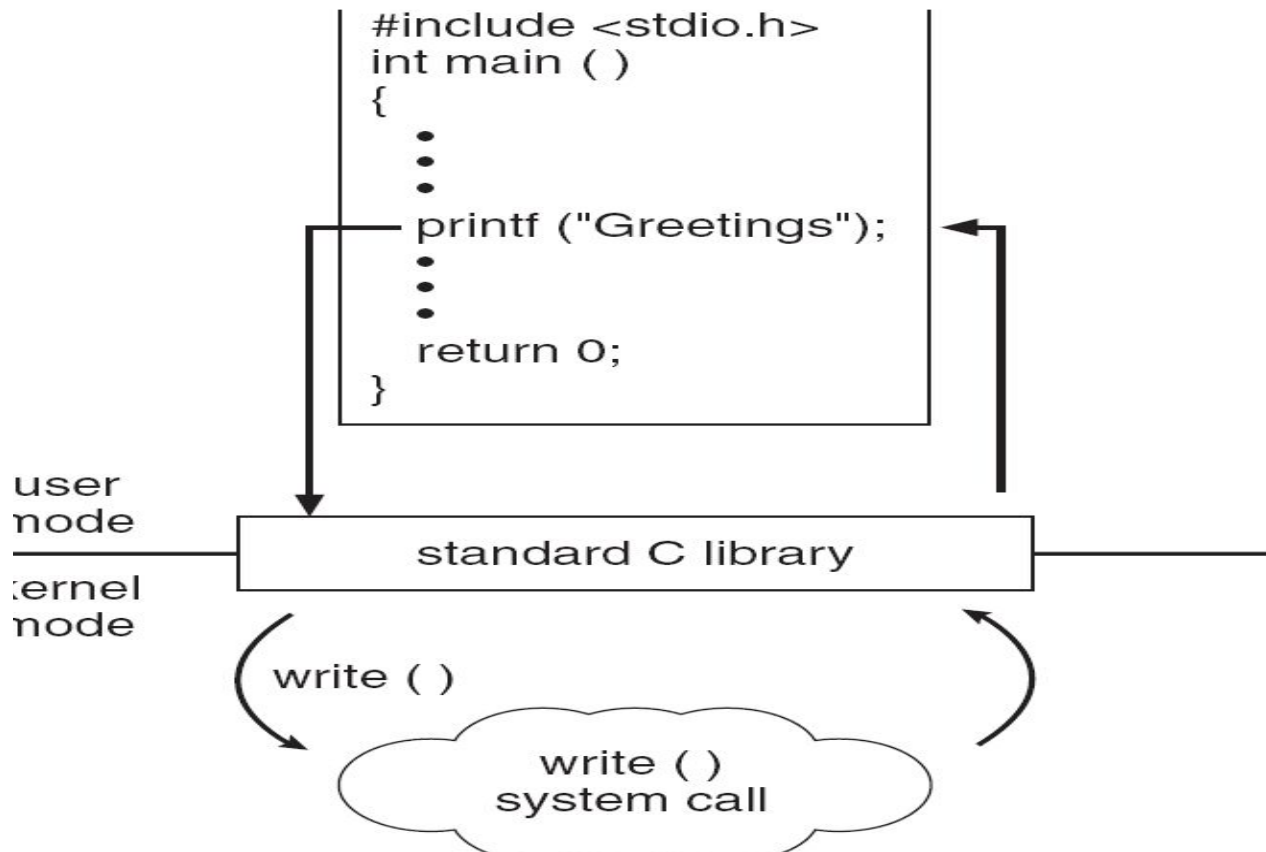 #include <stdio.h>
int main ( )
{
•
•
•
printf ("Greetings");
•
•
•
return 0;
}
user
mode
standard C library
kernel
mode
write ( )
write ( )
system call